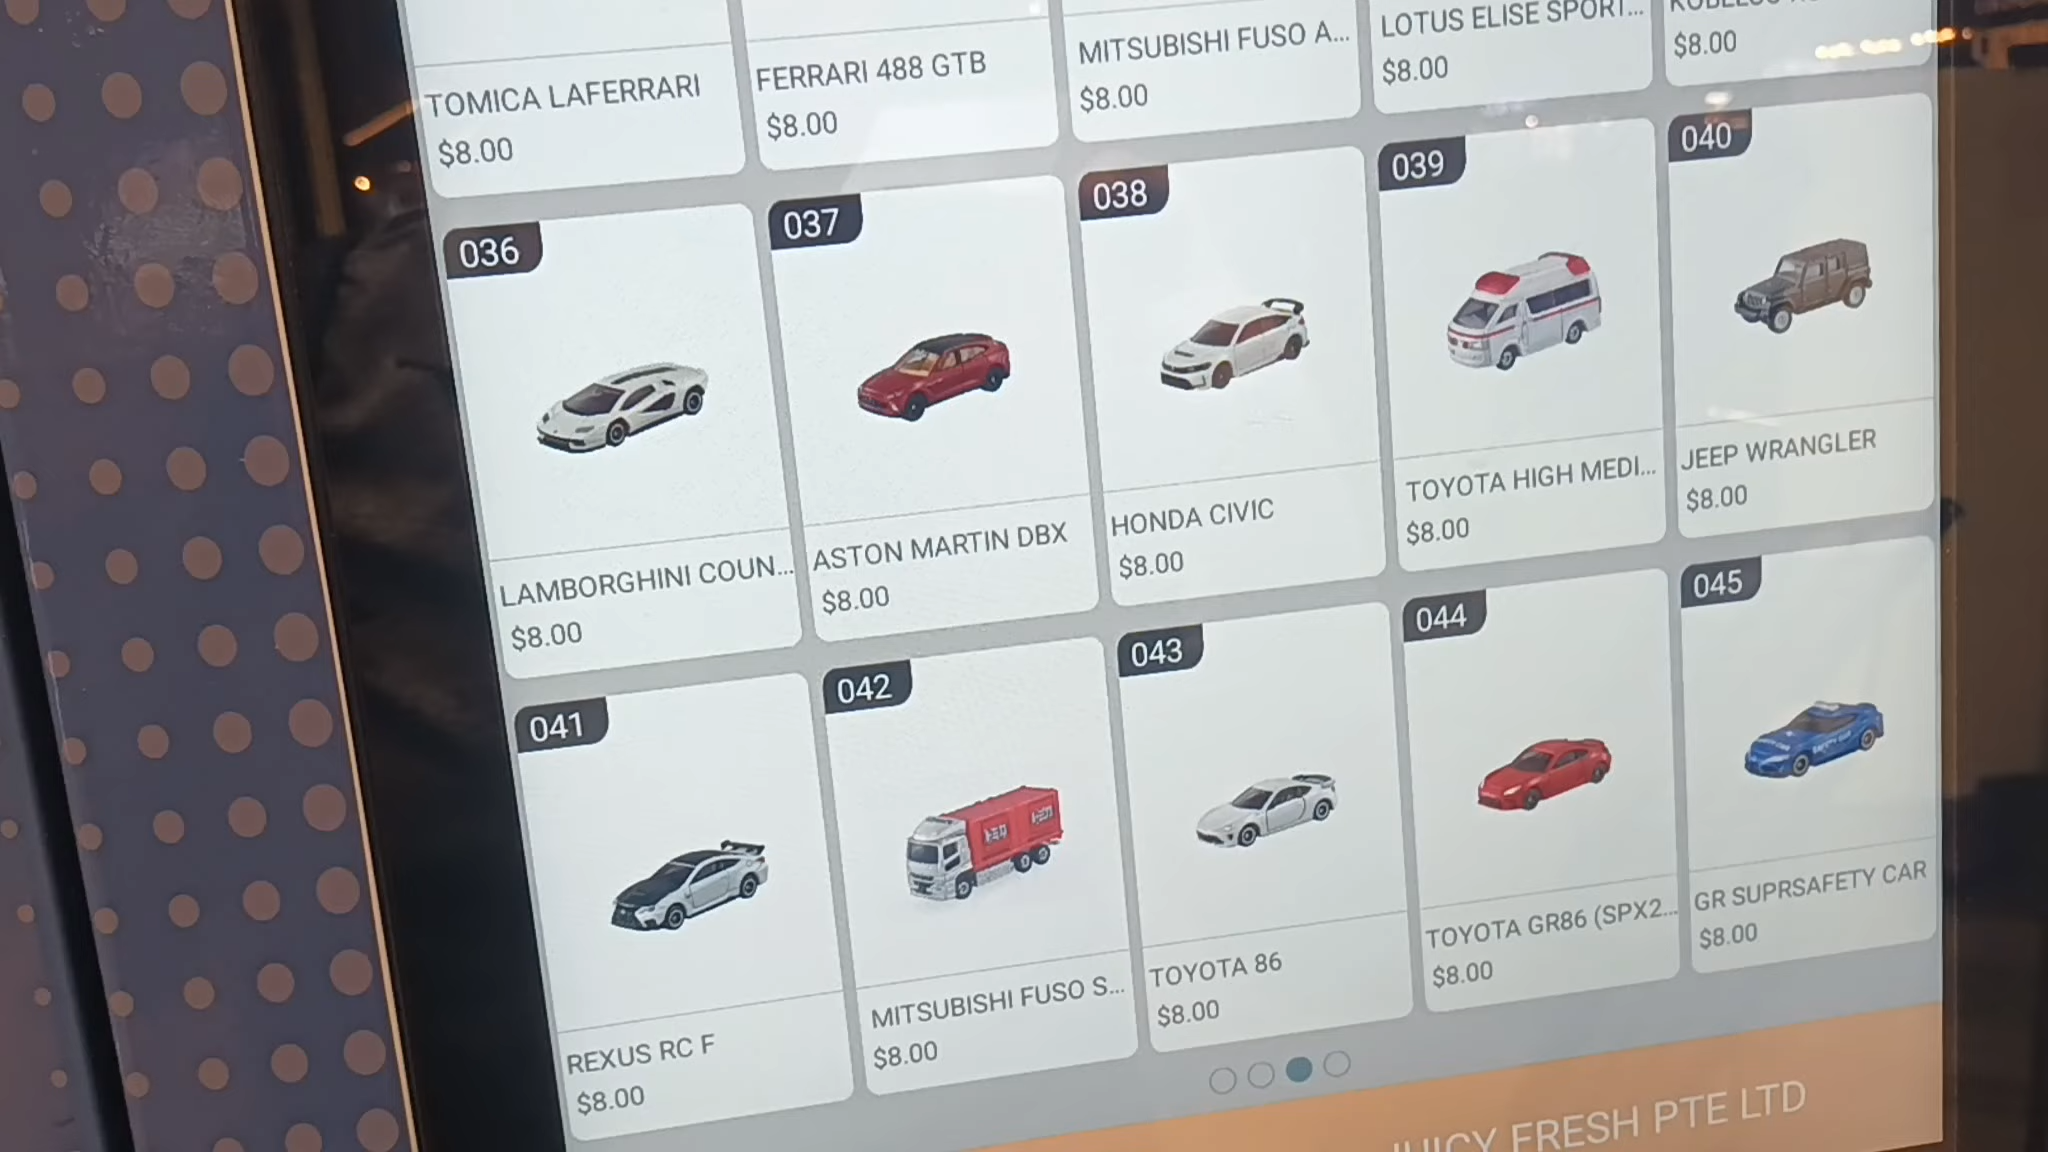 TOMICA LAFERRARI
$8.00
FERRARI 488 GTB
$8.00
MITSUBISHI FUSO A...
$8.00
LOTUS ELISE SPORT...
$8.00
$8.00
036
LAMBORGHINI COUN...
$8.00
037
ASTON MARTIN DBX
$8.00
038
HONDA CIVIC
$8.00
039
TOYOTA HIGH MEDI...
$8.00
040
JEEP WRANGLER
$8.00
041
REXUS RC F
$8.00
042
MITSUBISHI FUSO S...
$8.00
043
TOYOTA 86
$8.00
044
TOYOTA GR86 (SPX2...
$8.00
045
GR SUPRSAFETY CAR
$8.00
JUICY FRESH PTE LTD